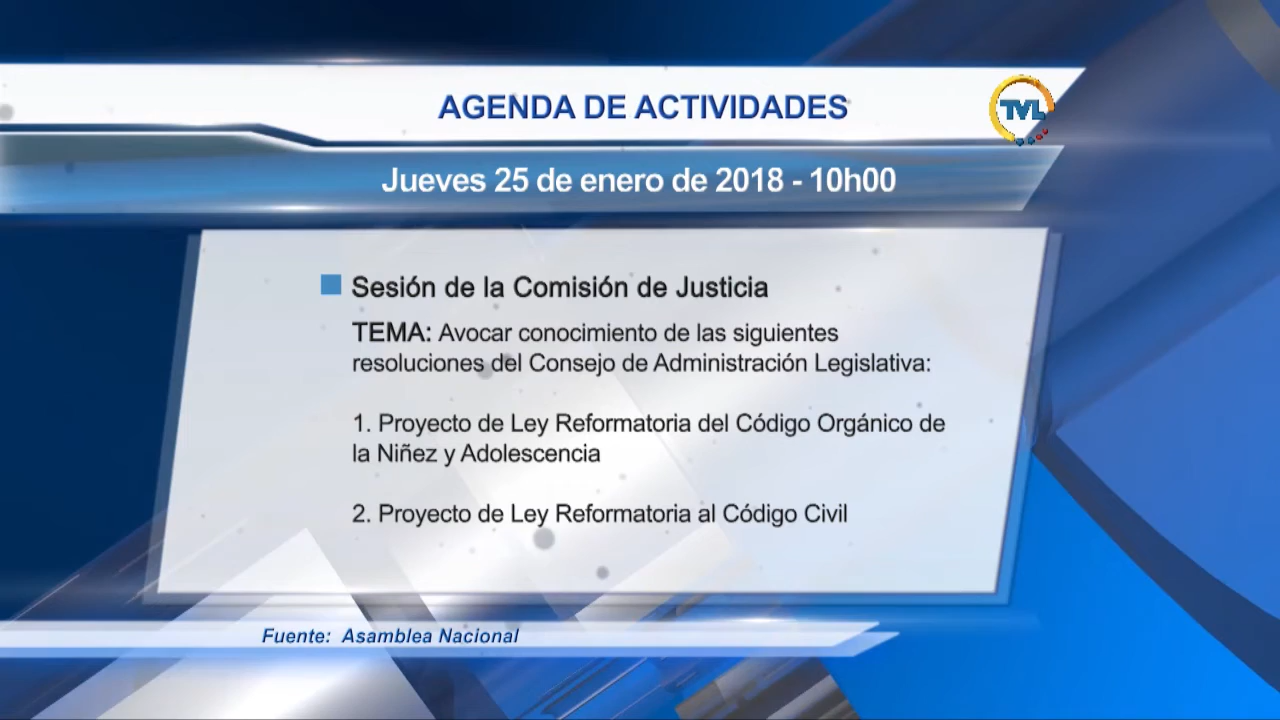 AGENDA DE ACTIVIDADES
TVL
Jueves 25 de enero de 2018 - 10h00
Sesión de la Comisión de Justicia
TEMA: Avocar conocimiento de las siguientes
resoluciones del Consejo de Administración Legislativa:
1. Proyecto de Ley Reformatoria del Código Orgánico de
la Niñez y Adolescencia
2. Proyecto de Ley Reformatoria al Código Civil
Fuente: Asamblea Nacional